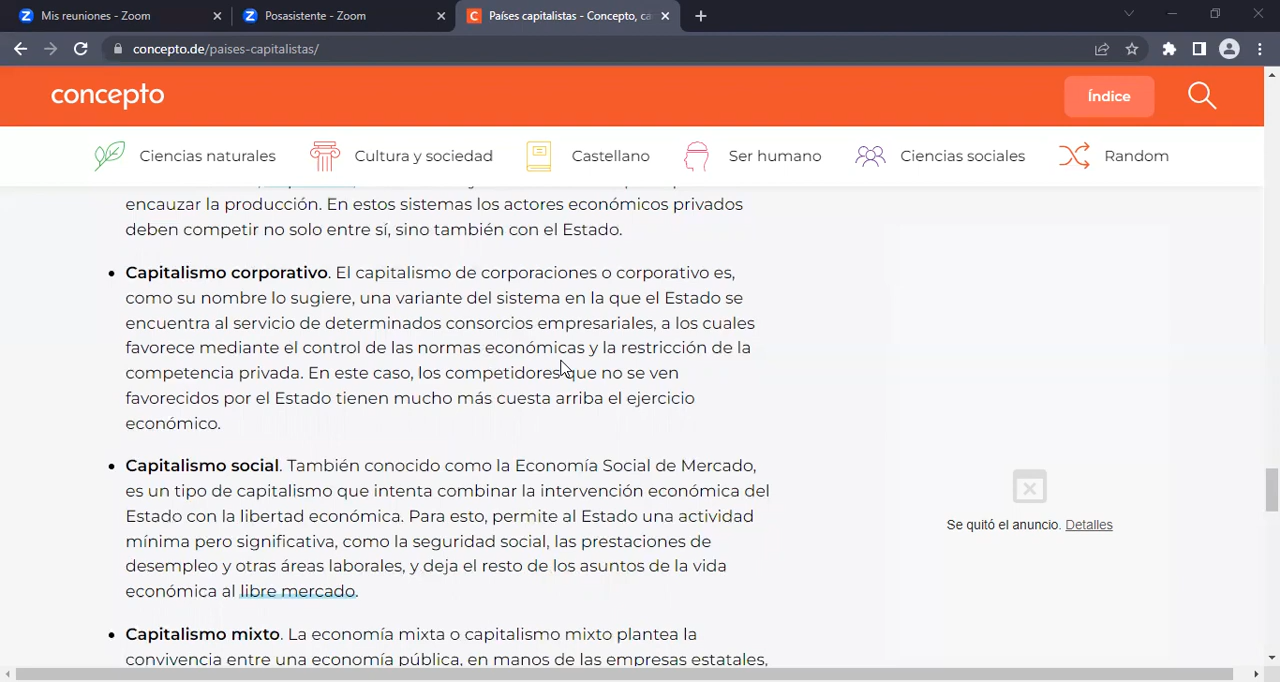 Mis reuniones - Zoom
Posasistente - Zoom
Países capitalistas - Concepto, ca
concepto.de/paises-capitalistas/
concepto
Índice
Ciencias naturales
Cultura y sociedad
Castellano
Ser humano
Ciencias sociales
Random
encauzar la producción. En estos sistemas los actores económicos privados
deben competir no solo entre sí, sino también con el Estado.
Capitalismo corporativo. El capitalismo de corporaciones o corporativo es,
como su nombre lo sugiere, una variante del sistema en la que el Estado se
encuentra al servicio de determinados consorcios empresariales, a los cuales
favorece mediante el control de las normas económicas y la restricción de la
competencia privada. En este caso, los competidores que no se ven
favorecidos por el Estado tienen mucho más cuesta arriba el ejercicio
económico.
Capitalismo social. También conocido como la Economía Social de Mercado,
es un tipo de capitalismo que intenta combinar la intervención económica del
Estado con la libertad económica. Para esto, permite al Estado una actividad
mínima pero significativa, como la seguridad social, las prestaciones de
desempleo y otras áreas laborales, y deja el resto de los asuntos de la vida
económica al libre mercado.
Capitalismo mixto. La economía mixta o capitalismo mixto plantea la
convivencia entre una economía pública, en manos de las empresas estatales,
Se quitó el anuncio. Detalles